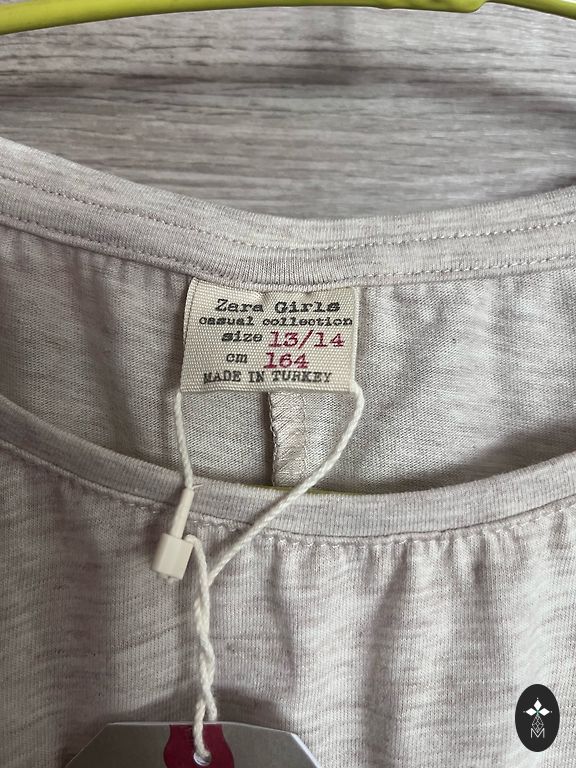 Zara Girls
casual collection
size 13/14
cm 164
MADE IN TURKEY
M